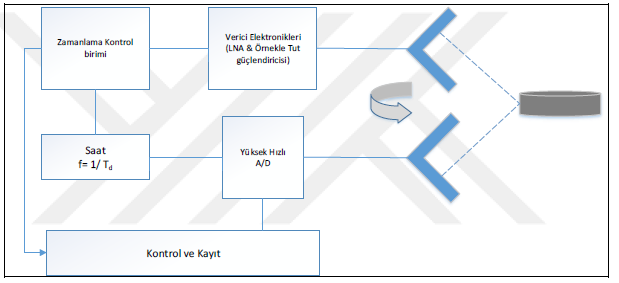 Zamanlama Kontrol
birimi
Verici Elektronikleri
(LNA & Örnekle Tut
güçlendiricisi)
Saat
f= 1/ Td
Yüksek Hızlı
A/D
Kontrol ve Kayıt